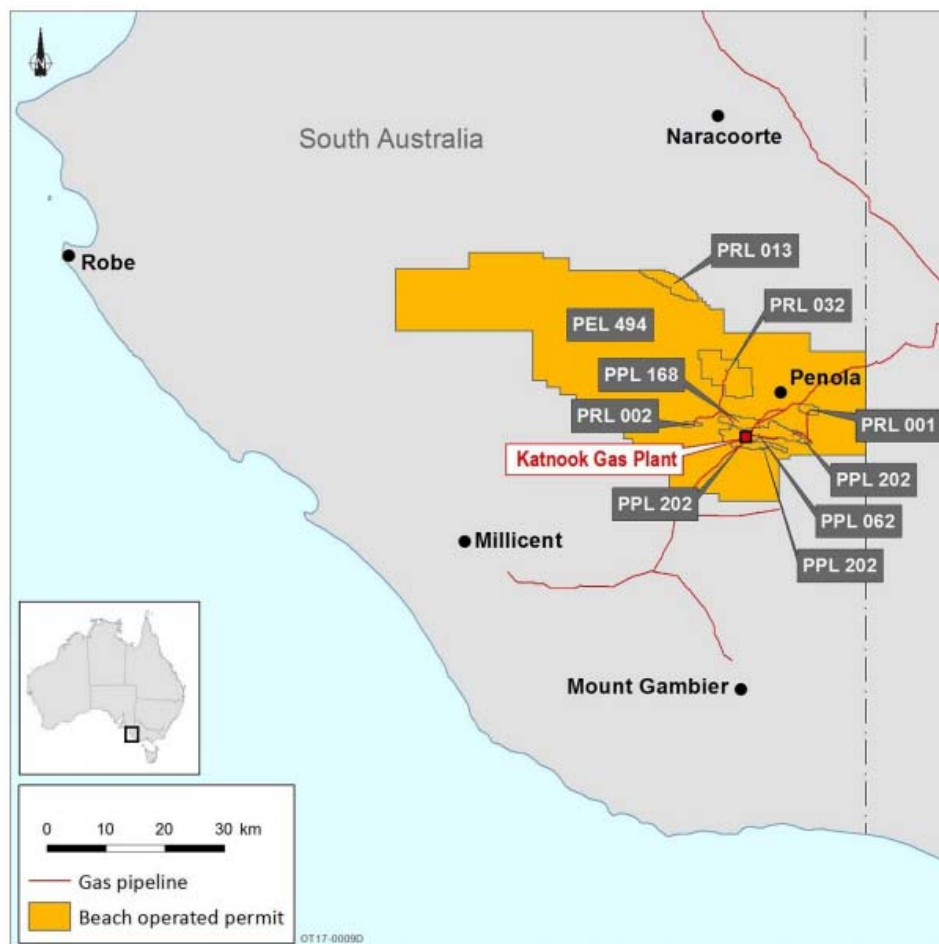 N
South Australia
Naracoorte
Robe
PRL 013
PRL 032
PEL 494
PPL 168
Penola
PRL 002
PRL 001
Katnook Gas Plant
PPL 202
PPL 202
PPL 062
Millicent
PPL 202
Mount Gambier
0 10 20 30 km
Gas pipeline
Beach operated permit
OT17-0009D